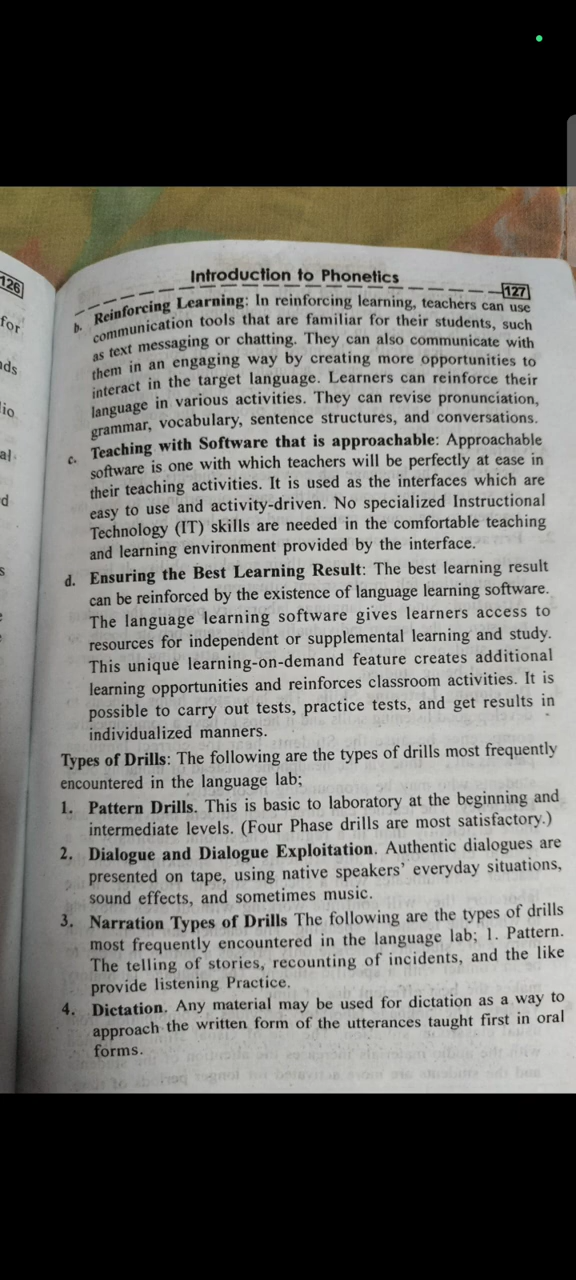 126
for
ds
io
al
d
s
Introduction to Phonetics
127
b. Reinforcing Learning: In reinforcing learning, teachers can use
communication tools that are familiar for their students, such
as text messaging or chatting. They can also communicate with
them in an engaging way by creating more opportunities to
interact in the target language. Learners can reinforce their
language in various activities. They can revise pronunciation,
grammar, vocabulary, sentence structures, and conversations.
c. Teaching with Software that is approachable: Approachable
software is one with which teachers will be perfectly at ease in
their teaching activities. It is used as the interfaces which are
easy to use and activity-driven. No specialized Instructional
Technology (IT) skills are needed in the comfortable teaching
and learning environment provided by the interface.
d. Ensuring the Best Learning Result: The best learning result
can be reinforced by the existence of language learning software.
The language learning software gives learners access to
resources for independent or supplemental learning and study.
This unique learning-on-demand feature creates additional
learning opportunities and reinforces classroom activities. It is
possible to carry out tests, practice tests, and get results in
individualized manners.
Types of Drills: The following are the types of drills most frequently
encountered in the language lab;
1. Pattern Drills. This is basic to laboratory at the beginning and
intermediate levels. (Four Phase drills are most satisfactory.)
2. Dialogue and Dialogue Exploitation. Authentic dialogues are
presented on tape, using native speakers' everyday situations,
sound effects, and sometimes music.
3. Narration Types of Drills The following are the types of drills
most frequently encountered in the language lab; 1. Pattern.
The telling of stories, recounting of incidents, and the like
provide listening Practice.
4. Dictation. Any material may be used for dictation as a way to
approach the written form of the utterances taught first in oral
forms.